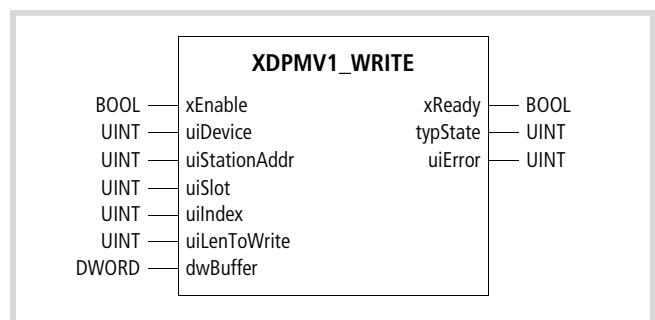 XDPMV1_WRITE
BOOL xEnable xReady BOOL
UINT uiDevice typState UINT
UINT uiStationAddr uiError UINT
UINT uiSlot
UINT uiIndex
UINT uiLenToWrite
DWORD dwBuffer